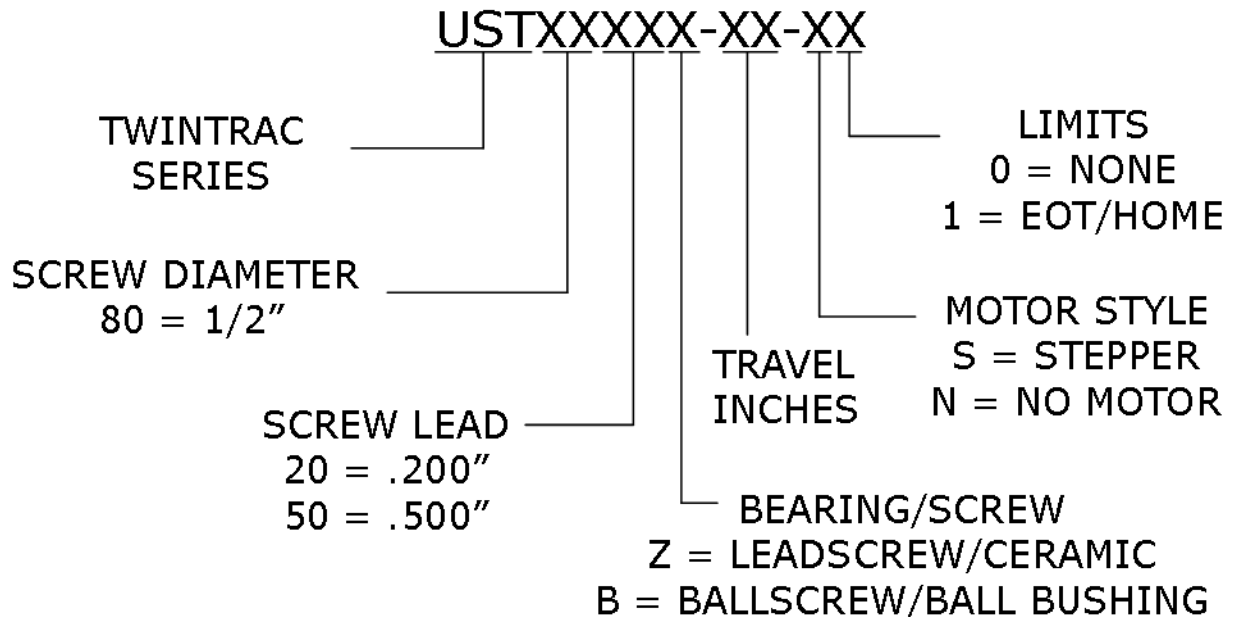 USTXXXXX-XX-XX
TWINTRAC
SERIES
LIMITS
0 = NONE
1 = EOT/HOME
SCREW DIAMETER
80 = 1/2"
MOTOR STYLE
S = STEPPER
N = NO MOTOR
TRAVEL
INCHES
SCREW LEAD
20 = .200"
50 = .500"
BEARING/SCREW
Z = LEADSCREW/CERAMIC
B = BALLSCREW/BALL BUSHING